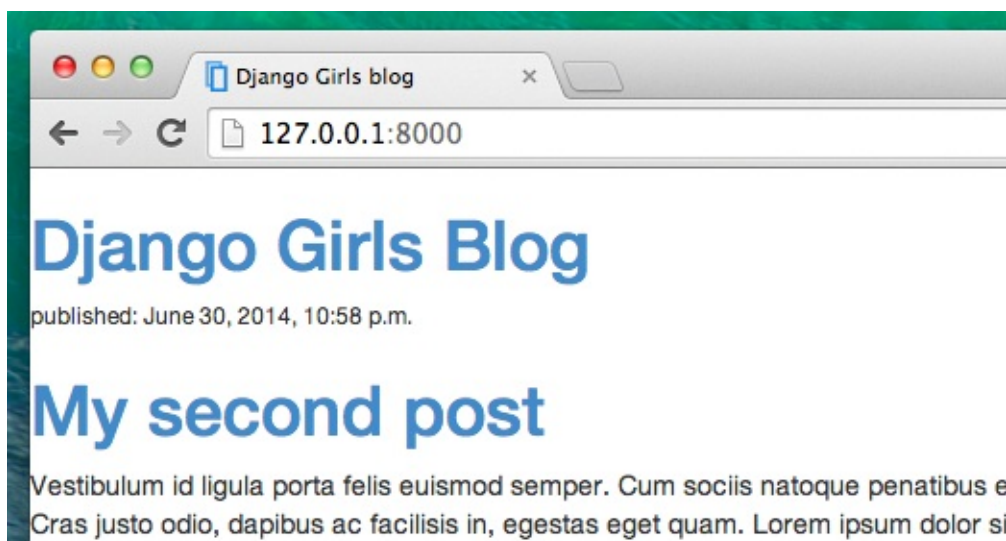 Django Girls blog
127.0.0.1:8000
Django Girls Blog
published: June 30, 2014, 10:58 p.m.
My second post
Vestibulum id ligula porta felis euismod semper. Cum sociis natoque penatibus e
Cras justo odio, dapibus ac facilisis in, egestas eget quam. Lorem ipsum dolor si